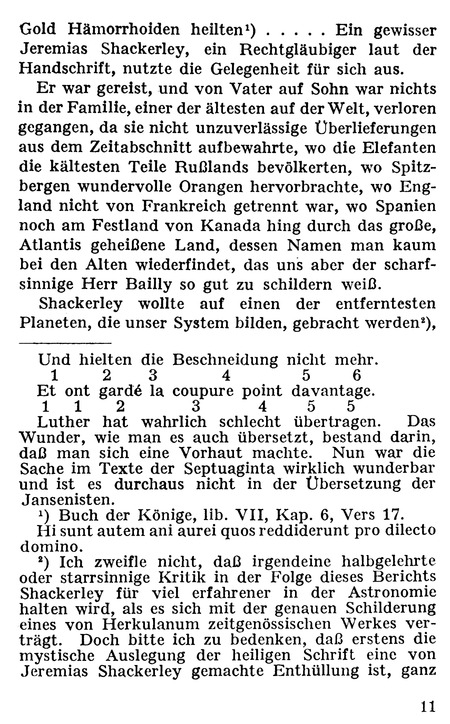 Gold Hämorrhoiden heilten¹) . . . . . Ein gewisser
Jeremias Shackerley, ein Rechtgläubiger laut der
Handschrift, nutzte die Gelegenheit für sich aus.
Er war gereist, und von Vater auf Sohn war nichts
in der Familie, einer der ältesten auf der Welt, verloren
gegangen, da sie nicht unzuverlässige Überlieferungen
aus dem Zeitabschnitt aufbewahrte, wo die Elefanten
die kältesten Teile Rußlands bevölkerten, wo Spitz-
bergen wundervolle Orangen hervorbrachte, wo Eng-
land nicht von Frankreich getrennt war, wo Spanien
noch am Festland von Kanada hing durch das große,
Atlantis geheißene Land, dessen Namen man kaum
bei den Alten wiederfindet, das uns aber der scharf-
sinnige Herr Bailly so gut zu schildern weiß.
Shackerley wollte auf einen der entferntesten
Planeten, die unser System bilden, gebracht werden²),
Und hielten die Beschneidung nicht mehr.
1 2 3 4 5 6
Et ont gardé la coupure point davantage.
1 1 2 3 4 5 5
Luther hat wahrlich schlecht übertragen. Das
Wunder, wie man es auch übersetzt, bestand darin,
daß man sich eine Vorhaut machte. Nun war die
Sache im Texte der Septuaginta wirklich wunderbar
und ist es durchaus nicht in der Übersetzung der
Jansenisten.
¹) Buch der Könige, lib. VII, Kap. 6, Vers 17.
Hi sunt autem ani aurei quos reddiderunt pro dilecto
domino.
²) Ich zweifle nicht, daß irgendeine halbgelehrte
oder starrsinnige Kritik in der Folge dieses Berichts
Shackerley für viel erfahrener in der Astronomie
halten wird, als es sich mit der genauen Schilderung
eines von Herkulanum zeitgenössischen Werkes ver-
trägt. Doch bitte ich zu bedenken, daß erstens die
mystische Auslegung der heiligen Schrift eine von
Jeremias Shackerley gemachte Enthüllung ist, ganz
11